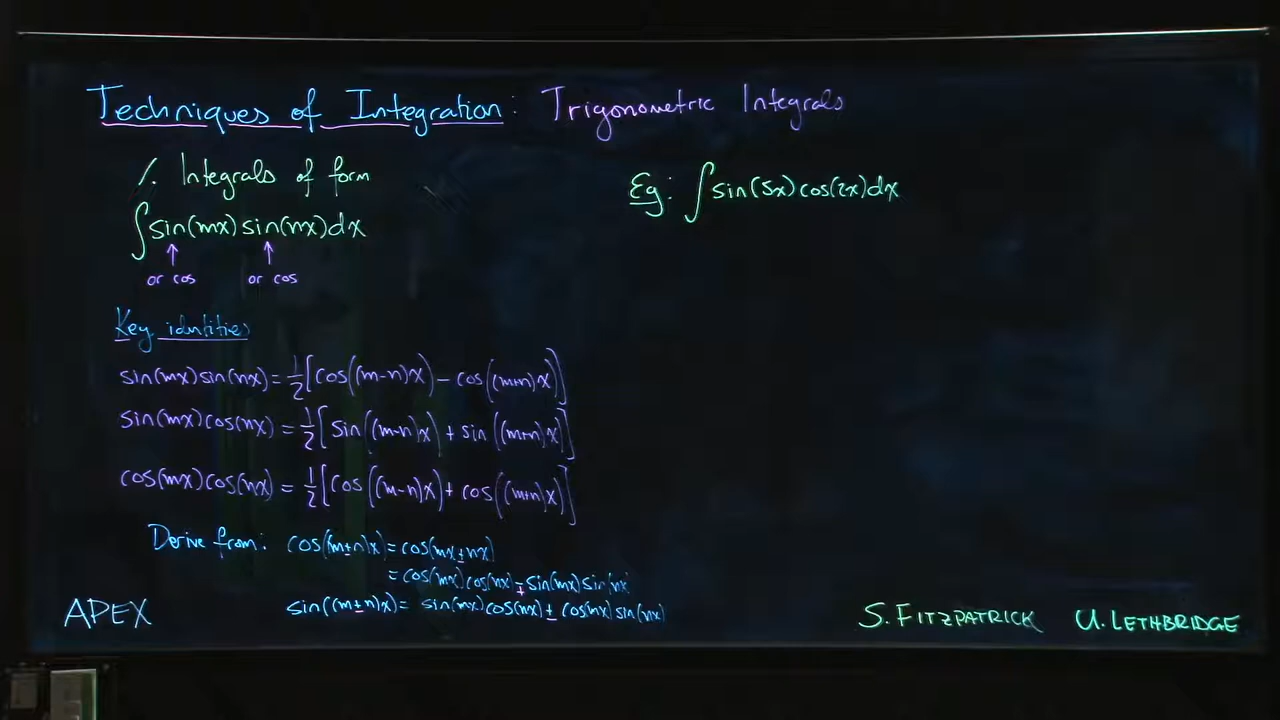 Techniques of Integration: Trigonometric Integrals
1. Integrals of form
∫sin(mx)sin(nx)dx
↑ ↑
or cos or cos
Key identities
sin(mx)sin(nx) = 1/2[cos((m-n)x) - cos((m+n)x)]
sin(mx)cos(nx) = 1/2[sin((m-n)x) + sin((m+n)x)]
cos(mx)cos(nx) = 1/2[cos((m-n)x) + cos((m+n)x)]
Derive from: cos((m±n)x) = cos(mx±nx)
= cos(mx)cos(nx) ∓ sin(mx)sin(nx)
sin((m±n)x) = sin(mx)cos(nx) ± cos(mx)sin(nx)
APEX
Eg: ∫sin(5x)cos(2x)dx
S. FITZPATRICK U. LETHBRIDGE